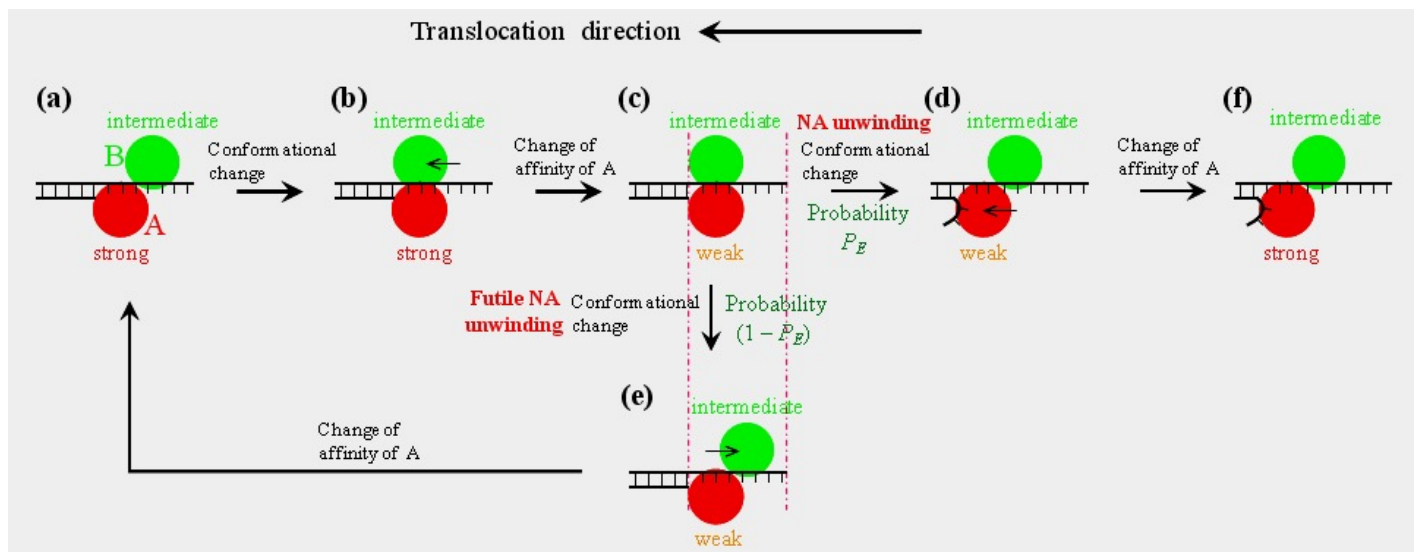 Translocation direction
(a)
intermediate
B
A
strong
Conformational
change
(b)
intermediate
strong
Change of
affinity of A
(c)
intermediate
weak
NA unwinding
Conformational
change
Probability
P_E
(d)
intermediate
weak
Change of
affinity of A
(f)
intermediate
strong
Futile NA
unwinding
Conformational
change
Probability
(1 − P_E)
(e)
intermediate
weak
Change of
affinity of A